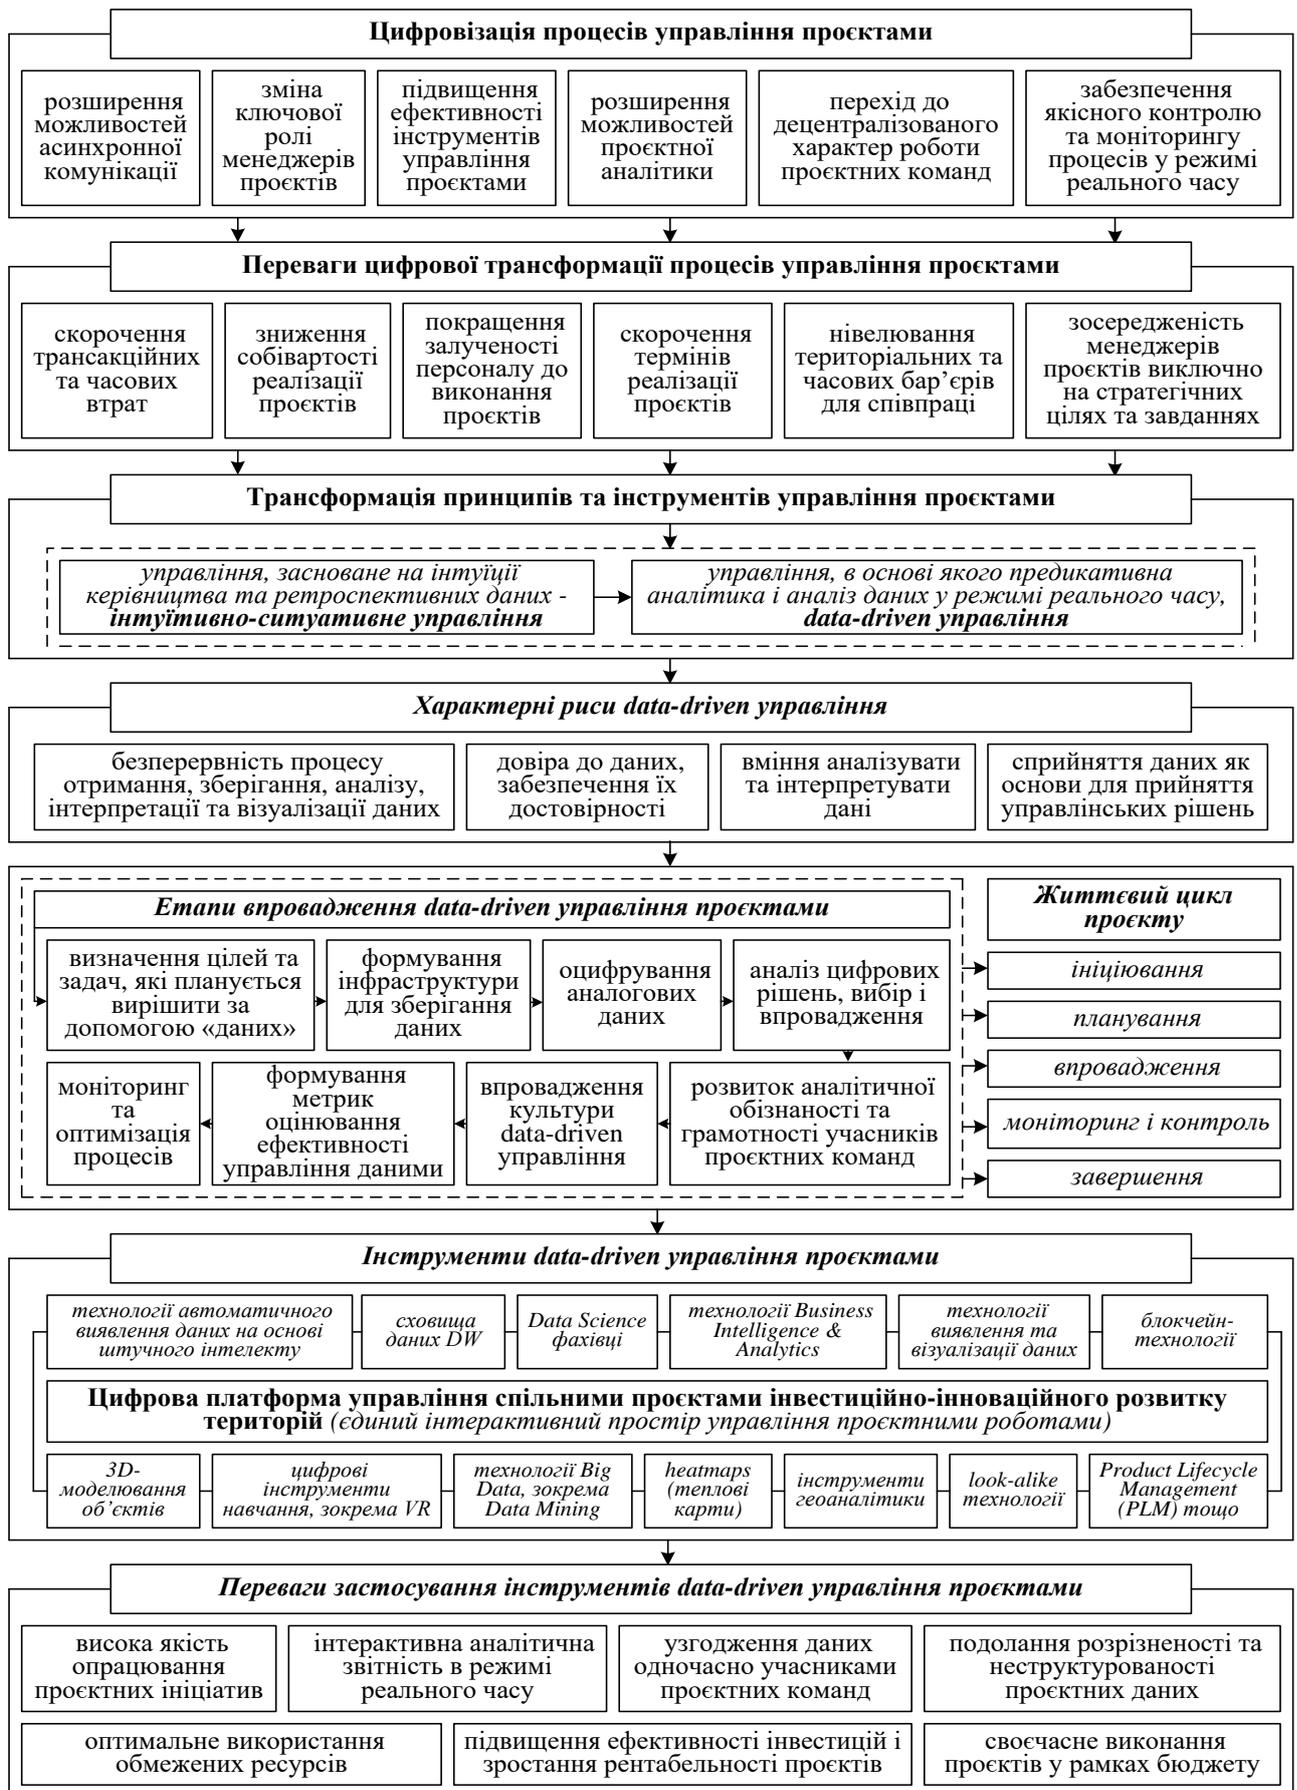 Цифровізація процесів управління проєктами
розширення
можливостей
асинхронної
комунікації
зміна
ключової
ролі
менеджерів
проєктів
підвищення
ефективності
інструментів
управління
проєктами
розширення
можливостей
проєктної
аналітики
перехід до
децентралізованого
характер роботи
проєктних команд
забезпечення
якісного контролю
та моніторингу
процесів у режимі
реального часу
Переваги цифрової трансформації процесів управління проєктами
скорочення
трансакційних
та часових
втрат
зниження
собівартості
реалізації
проєктів
покращення
залученості
персоналу до
виконання
проєктів
скорочення
термінів
реалізації
проєктів
нівелювання
територіальних та
часових бар’єрів
для співпраці
зосередженість
менеджерів
проєктів виключно
на стратегічних
цілях та завданнях
Трансформація принципів та інструментів управління проєктами
управління, засноване на інтуїції
керівництва та ретроспективних даних -
інтуїтивно-ситуативне управління
управління, в основі якого предикативна
аналітика і аналіз даних у режимі реального часу,
data-driven управління
Характерні риси data-driven управління
безперервність процесу
отримання, зберігання, аналізу,
інтерпретації та візуалізації даних
довіра до даних,
забезпечення їх
достовірності
вміння аналізувати
та інтерпретувати
дані
сприйняття даних як
основи для прийняття
управлінських рішень
Етапи впровадження data-driven управління проєктами
визначення цілей та
задач, які планується
вирішити за
допомогою «даних»
формування
інфраструктури
для зберігання
даних
оцифрування
аналогових
даних
аналіз цифрових
рішень, вибір і
впровадження
моніторинг
та
оптимізація
процесів
формування
метрик
оцінювання
ефективності
управління даними
впровадження
культури
data-driven
управління
розвиток аналітичної
обізнаності та
грамотності учасників
проєктних команд
Життєвий цикл
проєкту
ініціювання
планування
впровадження
моніторинг і контроль
завершення
Інструменти data-driven управління проєктами
технології автоматичного
виявлення даних на основі
штучного інтелекту
сховища
даних DW
Data Science
фахівці
технології Business
Intelligence &
Analytics
технології
виявлення та
візуалізації даних
блокчейн-
технології
Цифрова платформа управління спільними проєктами інвестиційно-інноваційного розвитку
територій (єдиний інтерактивний простір управління проєктними роботами)
3D-
моделювання
об’єктів
цифрові
інструменти
навчання, зокрема VR
технології Big
Data, зокрема
Data Mining
heatmaps
(теплові
карти)
інструменти
геоаналітики
look-alike
технології
Product Lifecycle
Management
(PLM) тощо
Переваги застосування інструментів data-driven управління проєктами
висока якість
опрацювання
проєктних ініціатив
інтерактивна аналітична
звітність в режимі
реального часу
узгодження даних
одночасно учасниками
проєктних команд
подолання розрізненості та
неструктурованості
проєктних даних
оптимальне використання
обмежених ресурсів
підвищення ефективності інвестицій і
зростання рентабельності проєктів
своєчасне виконання
проєктів у рамках бюджету